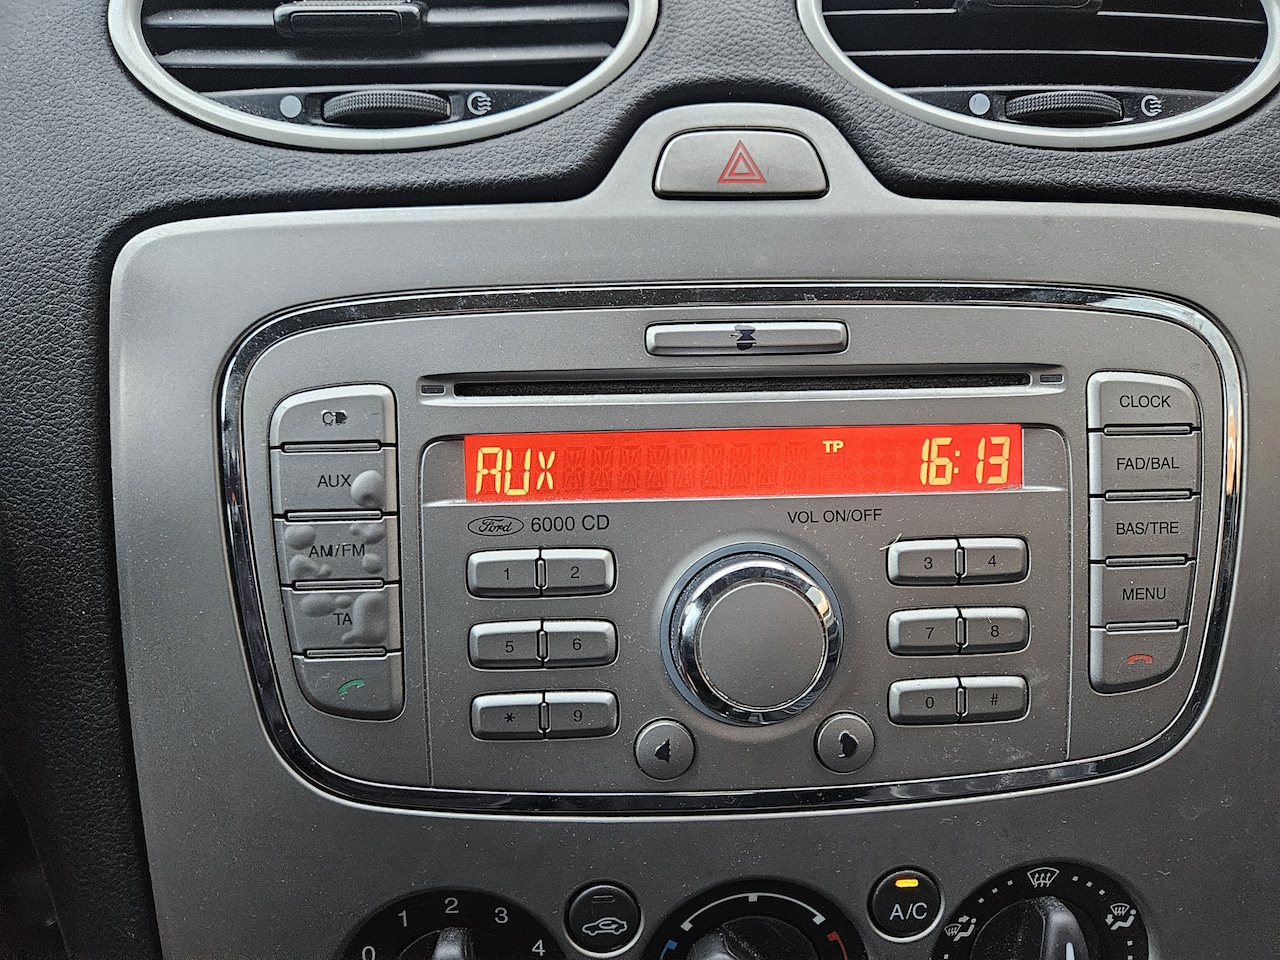 CLOCK
AUX TP 16:13
AUX
FAD/BAL
Ford 6000 CD
VOL ON/OFF
BAS/TRE
AM/FM
1 2
3 4
MENU
TA
5 6
7 8
* 9
0 #
A/C
0 1 2 3 4